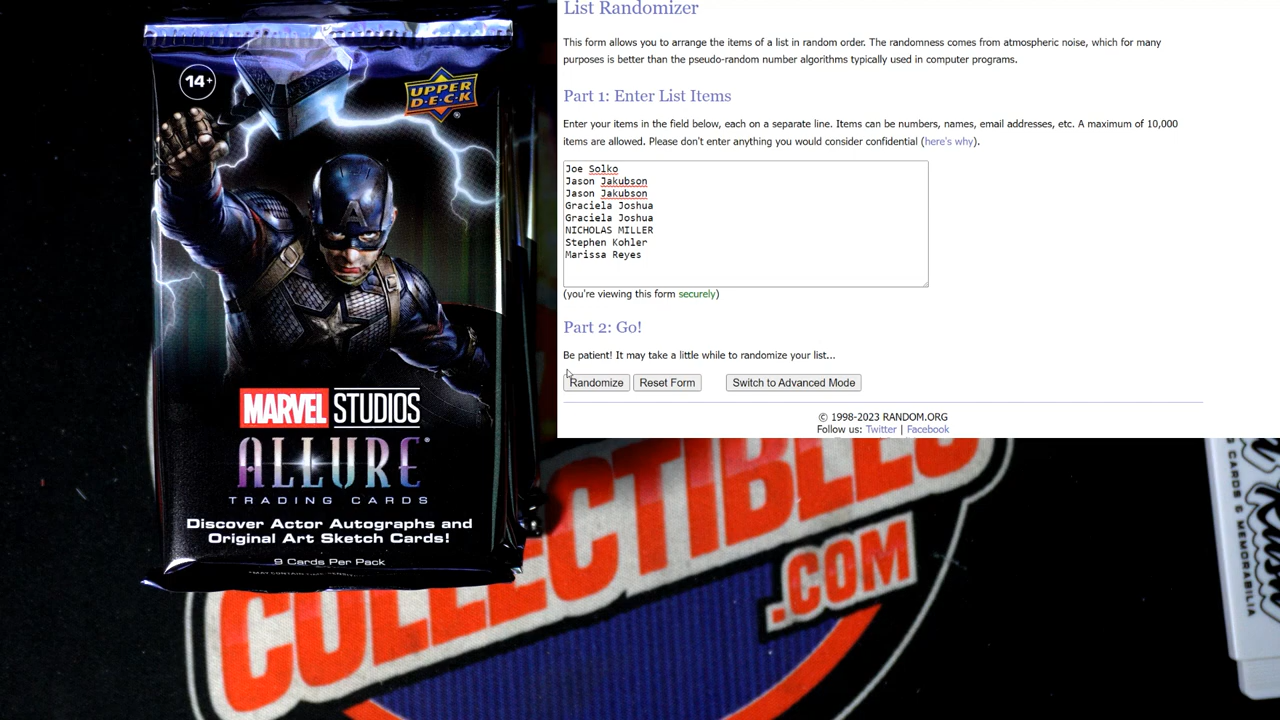 14+
UPPER
D·E·C·K
MARVEL STUDIOS
ALLURE
TRADING CARDS
Discover Actor Autographs and
Original Art Sketch Cards!
9 Cards Per Pack
List Randomizer
This form allows you to arrange the items of a list in random order. The randomness comes from atmospheric noise, which for many
purposes is better than the pseudo-random number algorithms typically used in computer programs.
Part 1: Enter List Items
Enter your items in the field below, each on a separate line. Items can be numbers, names, email addresses, etc. A maximum of 10,000
items are allowed. Please don't enter anything you would consider confidential (here's why).
Joe Solko
Jason Jakubson
Jason Jakubson
Graciela Joshua
Graciela Joshua
NICHOLAS MILLER
Stephen Kohler
Marissa Reyes
(you're viewing this form securely)
Part 2: Go!
Be patient! It may take a little while to randomize your list...
Randomize
Reset Form
Switch to Advanced Mode
© 1998-2023 RANDOM.ORG
Follow us: Twitter | Facebook
COLLECTIBLES
.COM
CARDS & MEMORABILIA